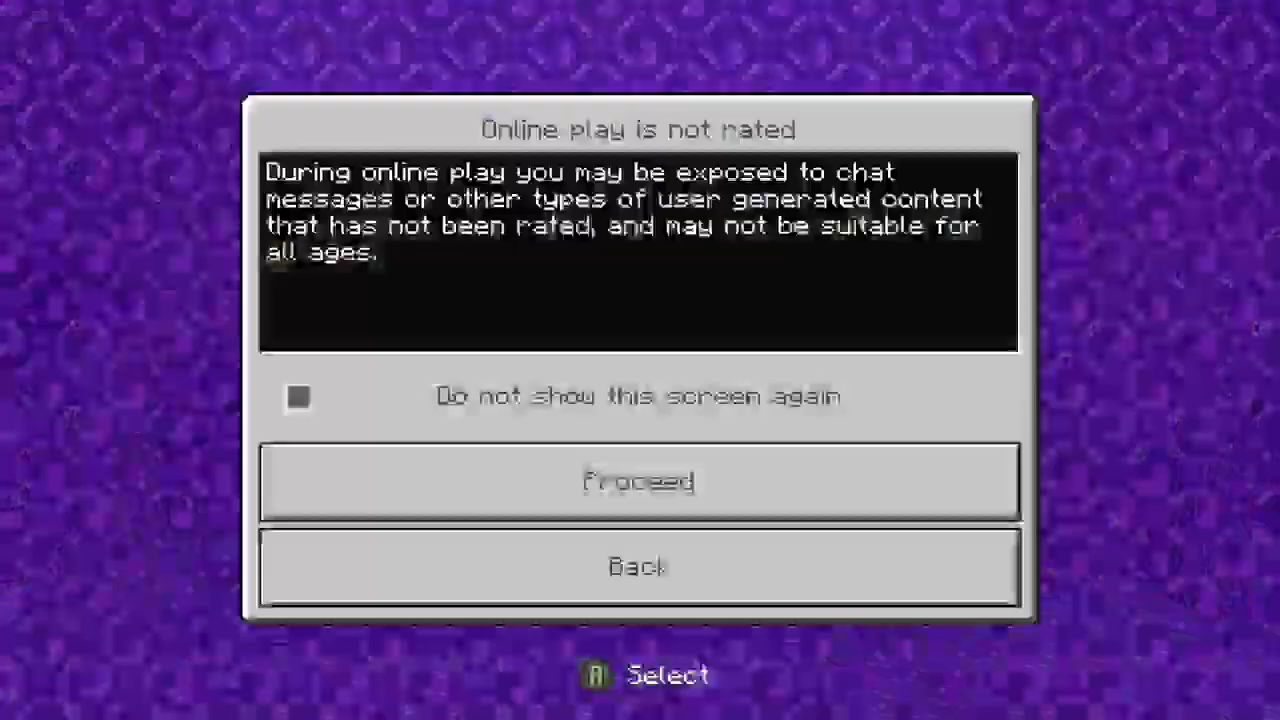 Online play is not rated
During online play you may be exposed to chat
messages or other types of user generated content
that has not been rated, and may not be suitable for
all ages.
Do not show this screen again
Proceed
Back
A Select